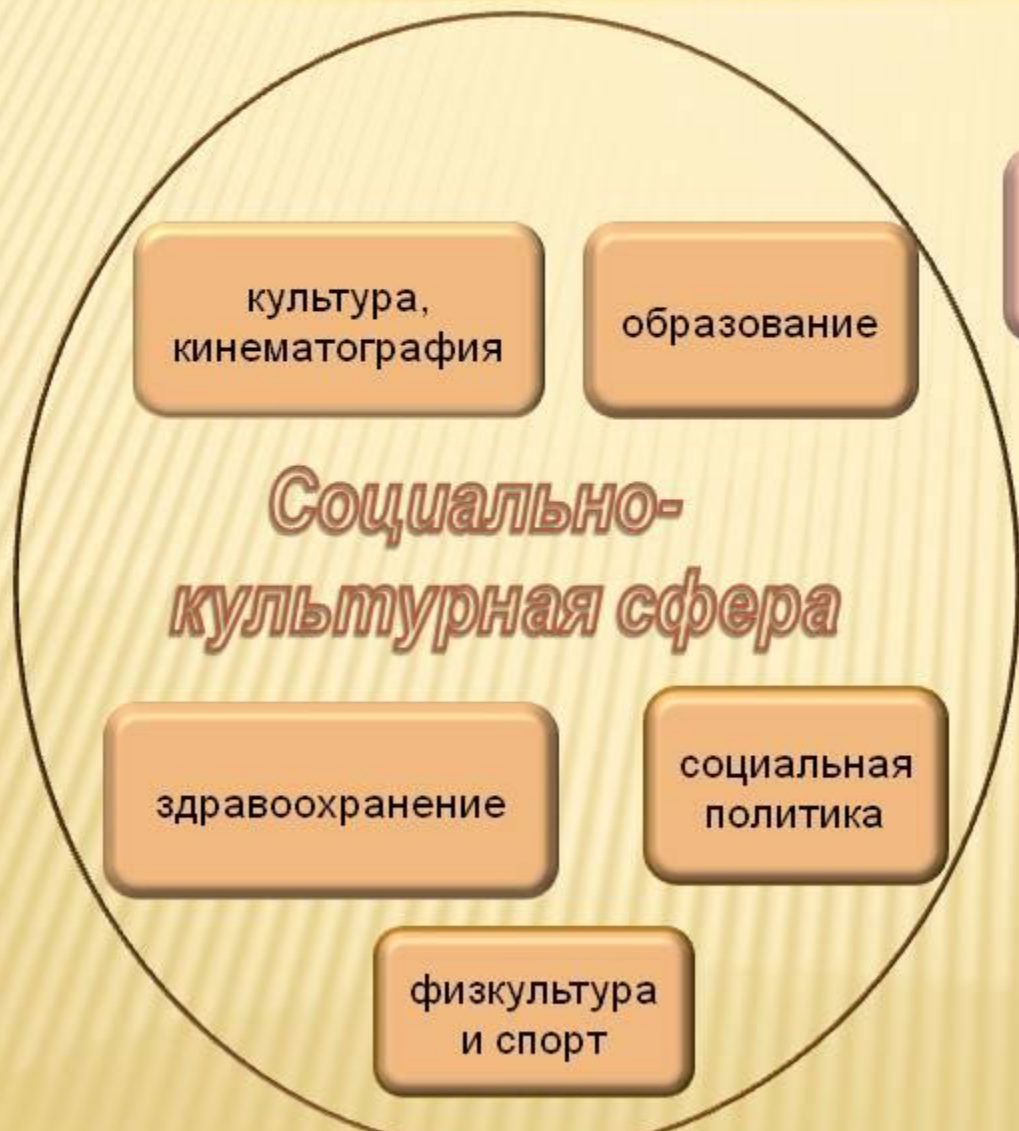 культура,
кинематография
образование
Социально-
культурная сфера
здравоохранение
социальная
политика
физкультура
и спорт